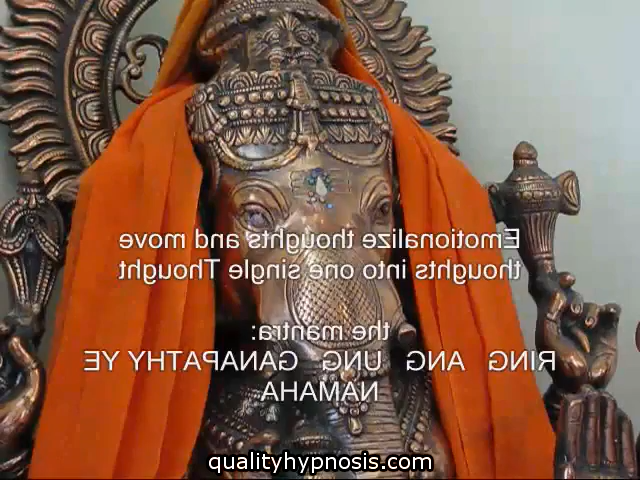 Emotionalize thoughts and move
thoughts into one single Thought
the mantra:
RING ANG UNG GANAPATHY YE
NAMAHA
qualityhypnosis.com